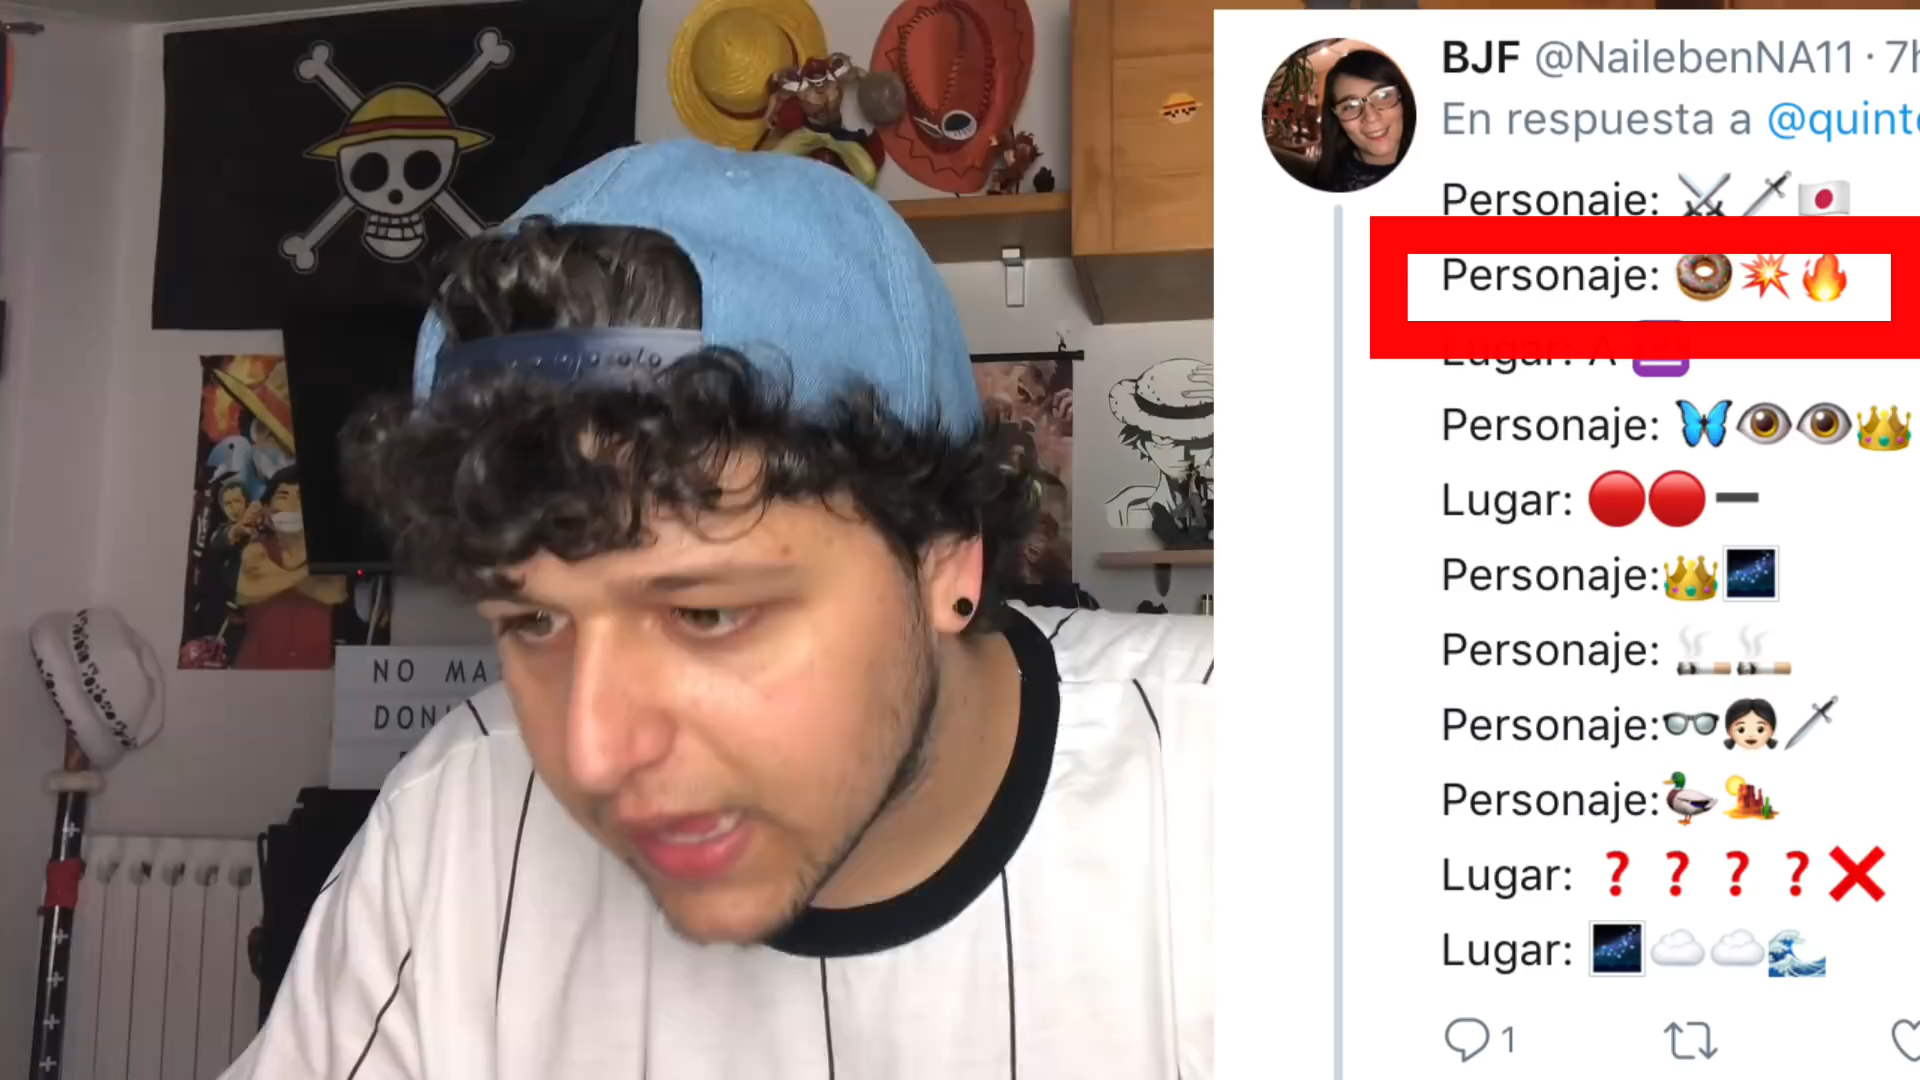 BJF @NailebenNA11 · 7h
En respuesta a @quint
Personaje: ⚔️🗡️🇯🇵
Personaje: 🍩💥🔥
Lugar: A
Personaje: 🦋👁️👁️👑
Lugar: 🔴🔴➖
Personaje:👑🌌
Personaje: 🚬🚬
Personaje:🕶️👧🏻🗡️
Personaje:🦆🏜️
Lugar: ❓❓❓❓❌
Lugar: 🌌☁️☁️🌊
1
NO MA
DON